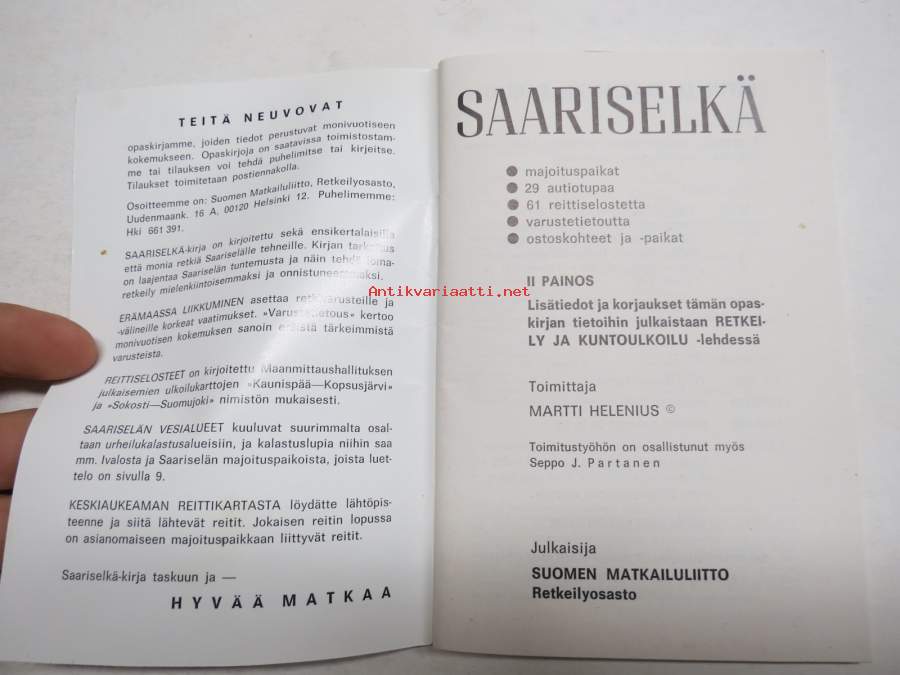 TEITÄ NEUVOVAT
opaskirjamme, joiden tiedot perustuvat monivuotiseen
kokemukseen. Opaskirjoja on saatavissa toimistostam-
me tai tilauksen voi tehdä puhelimitse tai kirjeitse.
Tilaukset toimitetaan postiennakolla.
Osoitteemme on: Suomen Matkailuliitto, Retkeilyosasto,
Uudenmaank. 16 A, 00120 Helsinki 12. Puhelimemme:
Hki 661 391.
SAARISELKÄ-kirja on kirjoitettu sekä ensikertalaisilla
että monia retkiä Saariselälle tehneille. Kirjan
on laajentaa Saariselän tuntemusta ja näin tehdä
retkeily mielenkiintoisemmaksi ja onnistuneemmaksi.
ERÄMAASSA LIIKKUMINEN asettaa retkivarusteille ja
-välineille korkeat vaatimukset. »Varustetietous» kertoo
monivuotisen kokemuksen sanoin eräistä tärkeimmistä
varusteista.
REITTISELOSTEET on kirjoitettu Maanmittaushallituksen
julkaisemien ulkoilukarttojen »Kaunispää—Kopsusjärvi»
ja »Sokosti—Suomujoki» nimistön mukaisesti.
SAARISELÄN VESIALUEET kuuluvat suurimmalta osal-
taan urheilukalastusalueisiin, ja kalastuslupia niihin saa
mm. Ivalosta ja Saariselän majoituspaikoista, joista luet-
telo on sivulla 9.
KESKIAUKEAMAN REITTIKARTASTA löydätte lähtöpis-
teenne ja siitä lähtevät reitit. Jokaisen reitin lopussa
on asianomaiseen majoituspaikkaan liittyvät reitit.
Saariselkä-kirja taskuun ja —
HYVÄÄ MATKAA
SAARISELKÄ
● majoituspaikat
● 29 autiotupaa
● 61 reittiselostetta
● varustetietoutta
● ostoskohteet ja -paikat
II PAINOS
Lisätiedot ja korjaukset tämän opas-
kirjan tietoihin julkaistaan RETKEI-
LY JA KUNTOULKOILU -lehdessä
Toimittaja
MARTTI HELENIUS ©
Toimitustyöhön on osallistunut myös
Seppo J. Partanen
Julkaisija
SUOMEN MATKAILULIITTO
Retkeilyosasto
Antikvariaatti.net